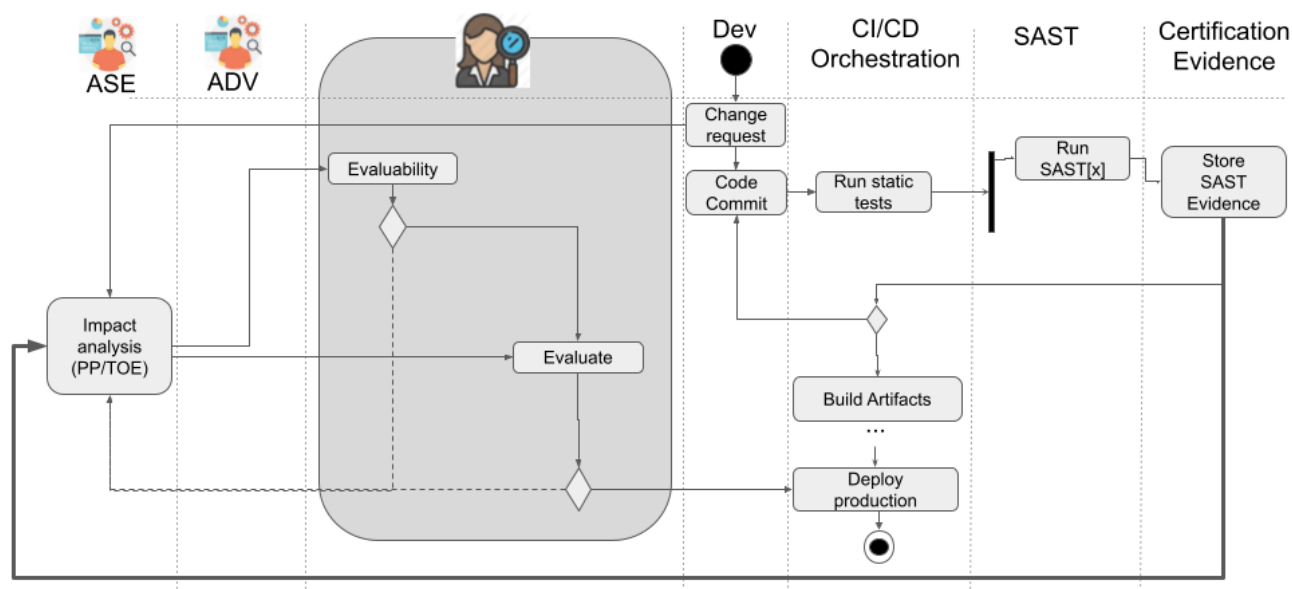 ASE
ADV
Dev
CI/CD
Orchestration
SAST
Certification
Evidence
Change
request
Evaluability
Code
Commit
Run static
tests
Run
SAST[x]
Store
SAST
Evidence
Impact
analysis
(PP/TOE)
Evaluate
Build Artifacts
...
Deploy
production